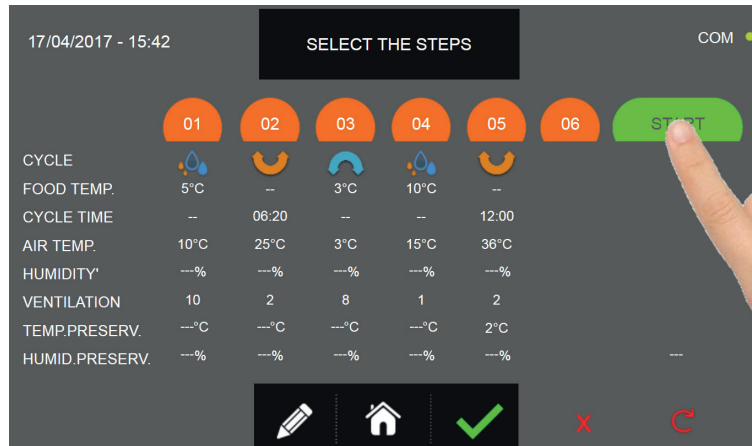 17/04/2017 - 15:42 SELECT THE STEPS COM
01 02 03 04 05 06 START
CYCLE
FOOD TEMP. 5°C -- 3°C 10°C --
CYCLE TIME -- 06:20 -- -- 12:00
AIR TEMP. 10°C 25°C 3°C 15°C 36°C
HUMIDITY' ---% ---% ---% ---% ---%
VENTILATION 10 2 8 1 2
TEMP.PRESERV. ---°C ---°C ---°C ---°C 2°C
HUMID.PRESERV. ---% ---% ---% ---% ---% ---
X